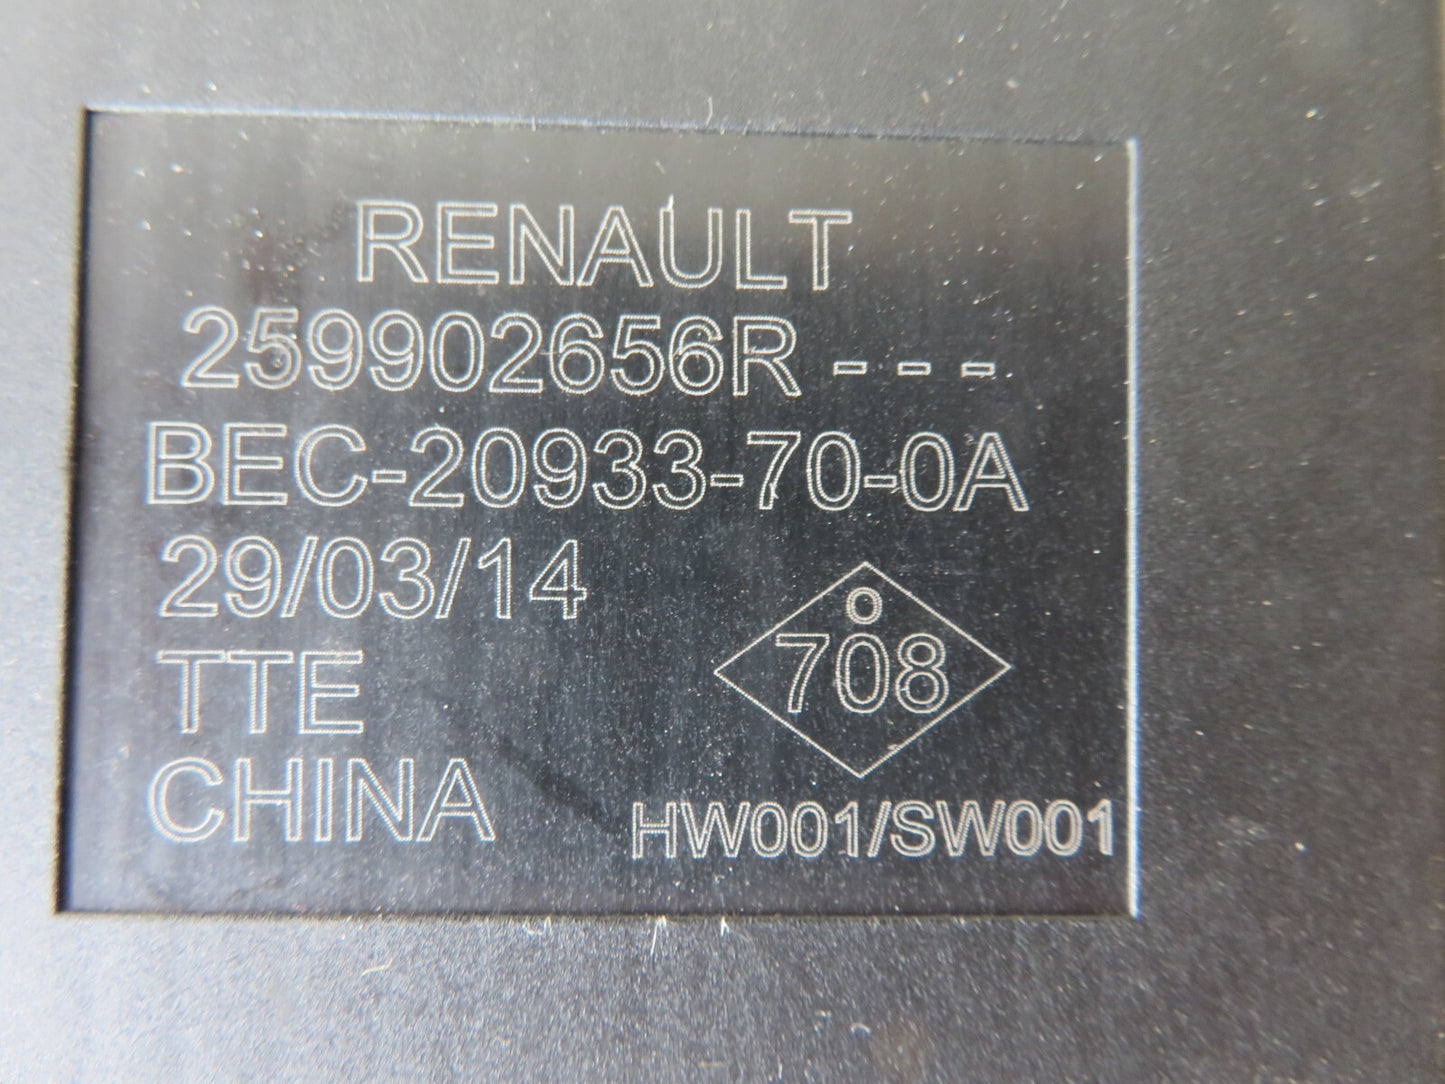 RENAULT
259902656R - - -
BEC-20933-70-0A
29/03/14
O
708
TTE
CHINA
HW001/SW001